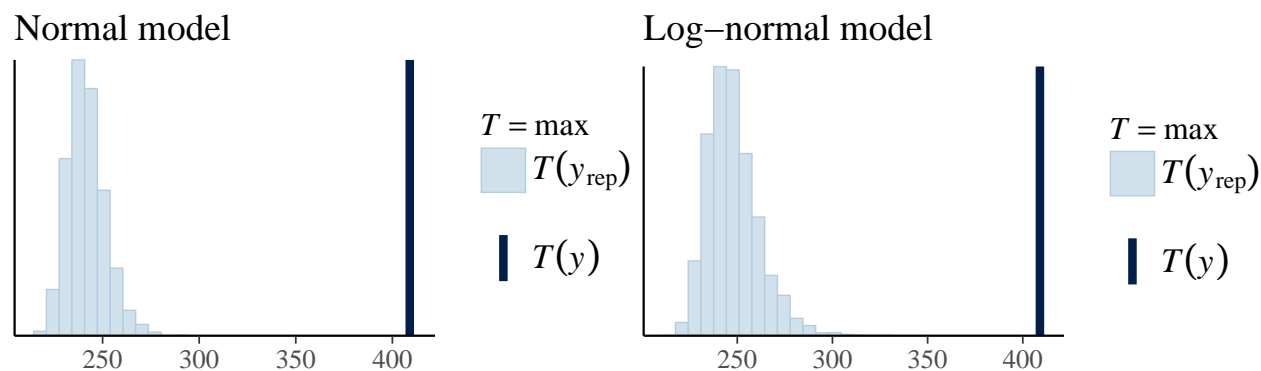 Normal model
T = max
T(yrep)
T(y)
250 300 350 400
Log−normal model
T = max
T(yrep)
T(y)
250 300 350 400